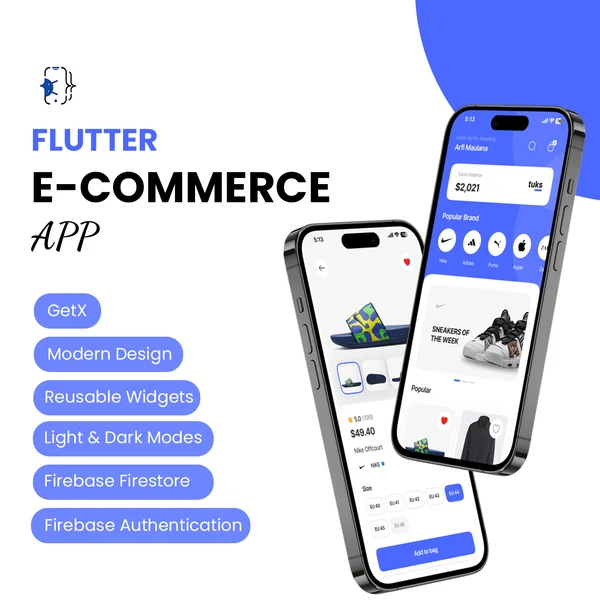 FLUTTER
E-COMMERCE
APP
GetX
Modern Design
Reusable Widgets
Light & Dark Modes
Firebase Firestore
Firebase Authentication
5:13
Good day for shopping
Arfi Maulana
$2,021
tuks
Popular Brand
Nike
Adidas
Puma
Apple
ZA
SNEAKERS OF
THE WEEK
Popular
5:13
5.0 (199)
$49.40
Nike Offcourt
NIKE
Size
EU 40
EU 41
EU 42
EU 43
EU 44
EU 45
EU 46
Add to bag